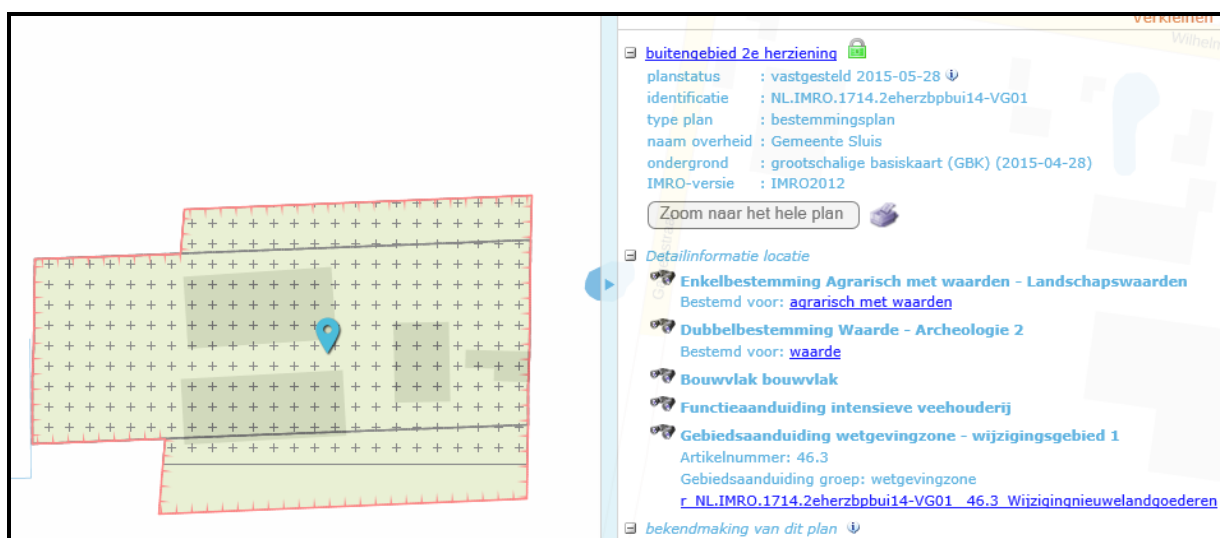 Verkleinen
Wilhelm
buitengebied 2e herziening
planstatus : vastgesteld 2015-05-28
identificatie : NL.IMRO.1714.2eherzbpbui14-VG01
type plan : bestemmingsplan
naam overheid : Gemeente Sluis
ondergrond : grootschalige basiskaart (GBK) (2015-04-28)
IMRO-versie : IMRO2012
Zoom naar het hele plan
Detailinformatie locatie
Enkelbestemming Agrarisch met waarden - Landschapswaarden
Bestemd voor: agrarisch met waarden
Dubbelbestemming Waarde - Archeologie 2
Bestemd voor: waarde
Bouwvlak bouwvlak
Functieaanduiding intensieve veehouderij
Gebiedsaanduiding wetgevingzone - wijzigingsgebied 1
Artikelnummer: 46.3
Gebiedsaanduiding groep: wetgevingzone
r_NL.IMRO.1714.2eherzbpbui14-VG01_46.3_Wijzigingnieuwelandgoederen
bekendmaking van dit plan